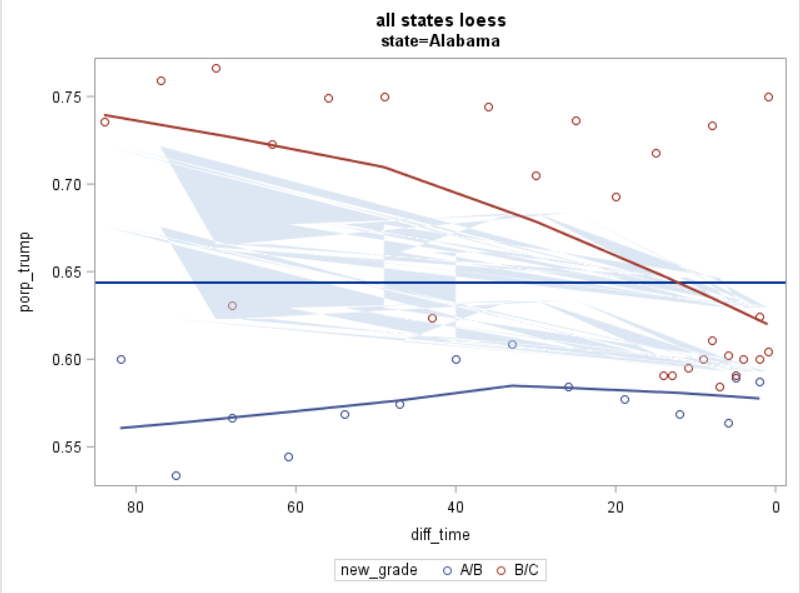 all states loess
state=Alabama
0.75
0.70
0.65
0.60
0.55
porp_trump
80 60 40 20 0
diff_time
new_grade A/B B/C